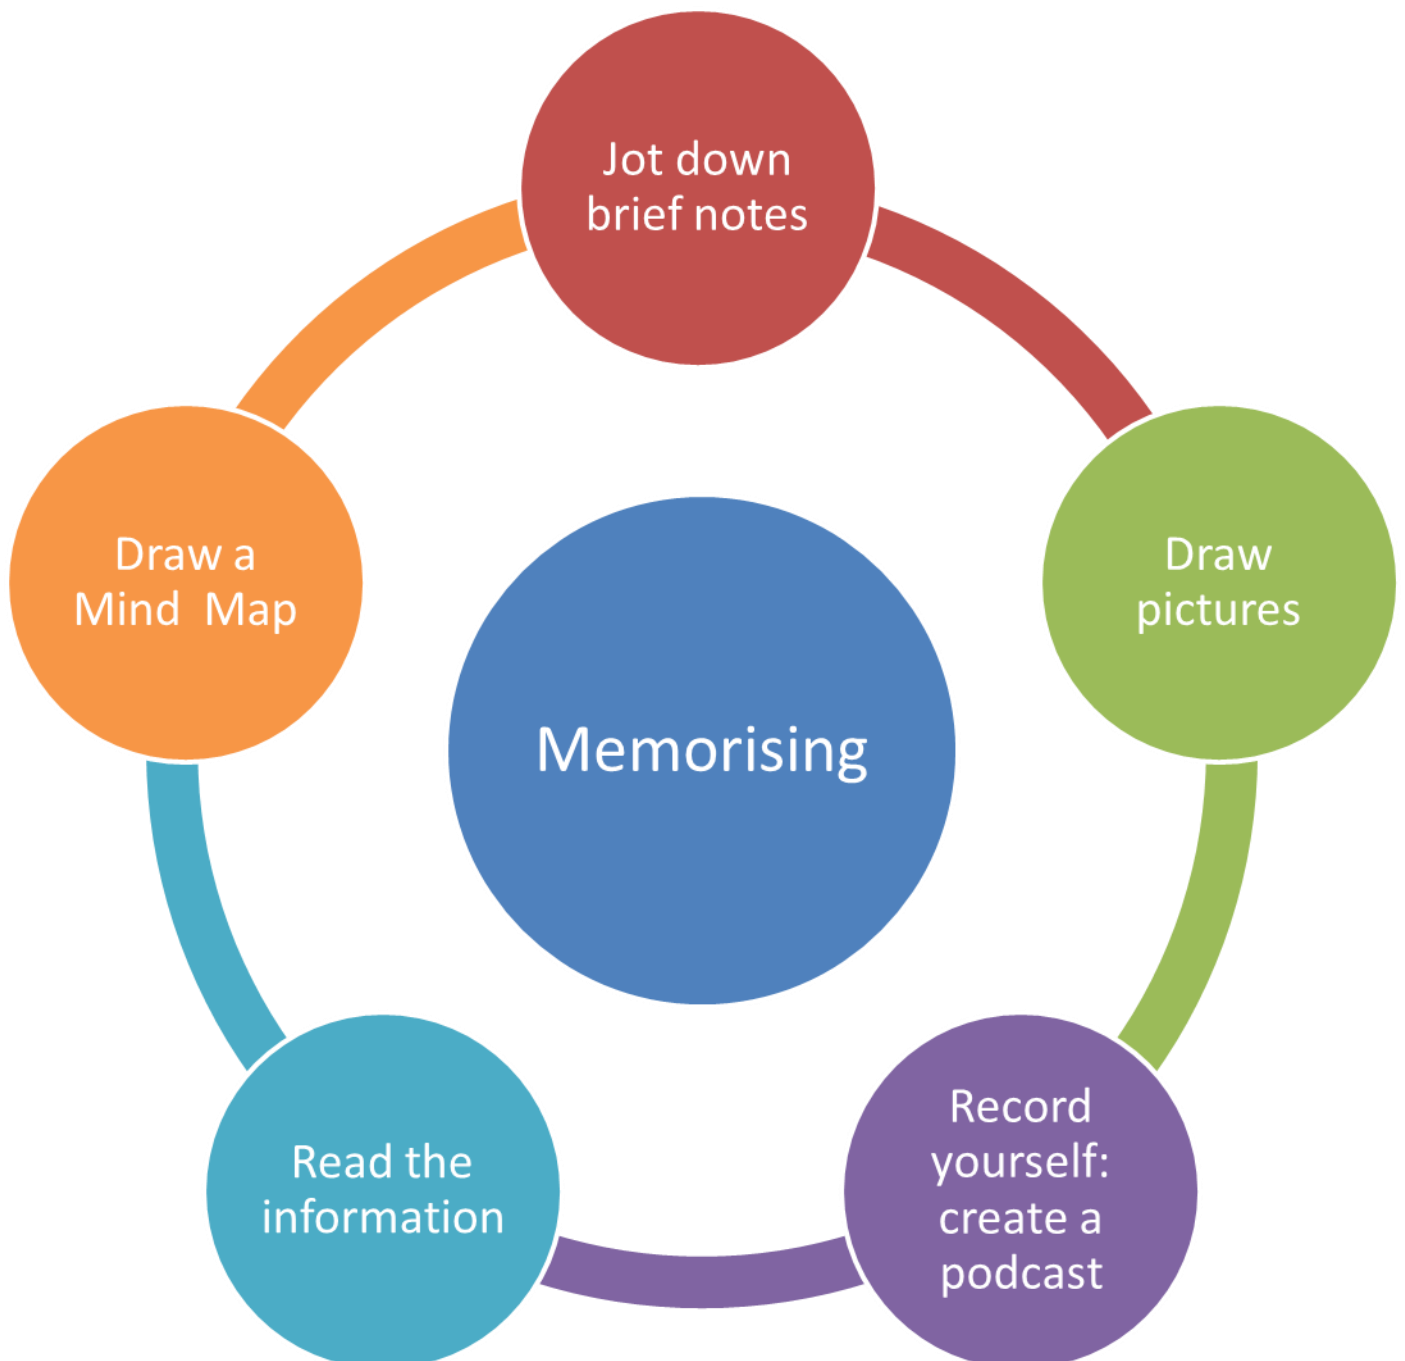 Jot down
brief notes
Draw
pictures
Record
yourself:
create a
podcast
Read the
information
Draw a
Mind Map
Memorising